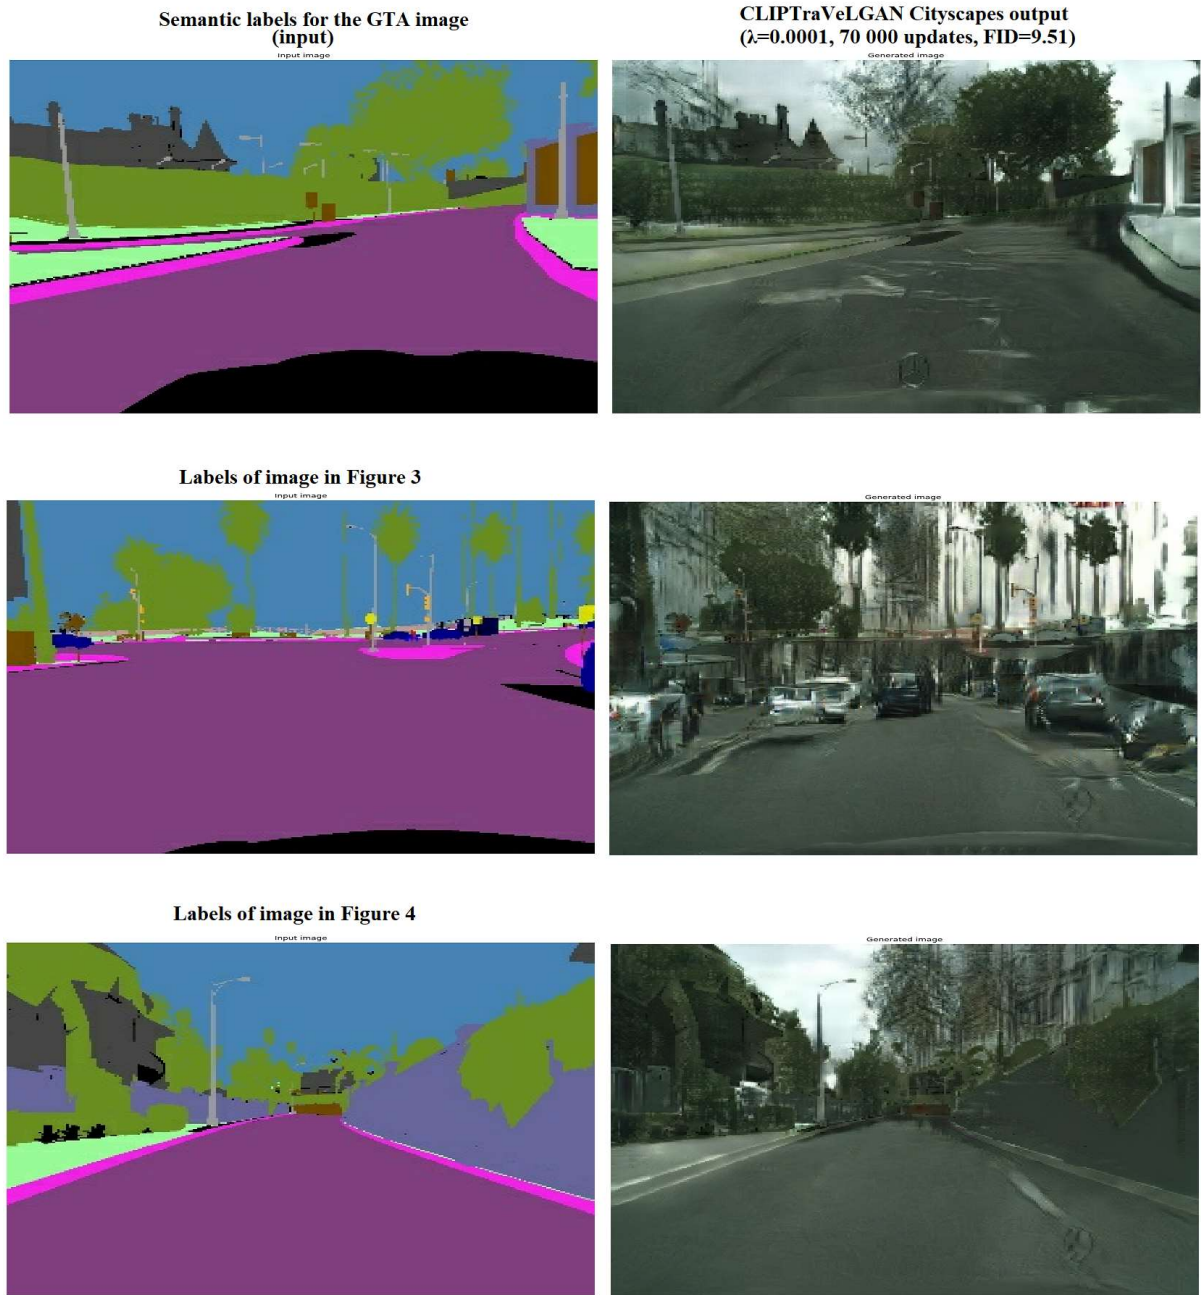 Semantic labels for the GTA image
(input)
Input image
CLIPTraVeLGAN Cityscapes output
(λ=0.0001, 70 000 updates, FID=9.51)
Generated image
Labels of image in Figure 3
Input image
Generated image
Labels of image in Figure 4
Input image
Generated image